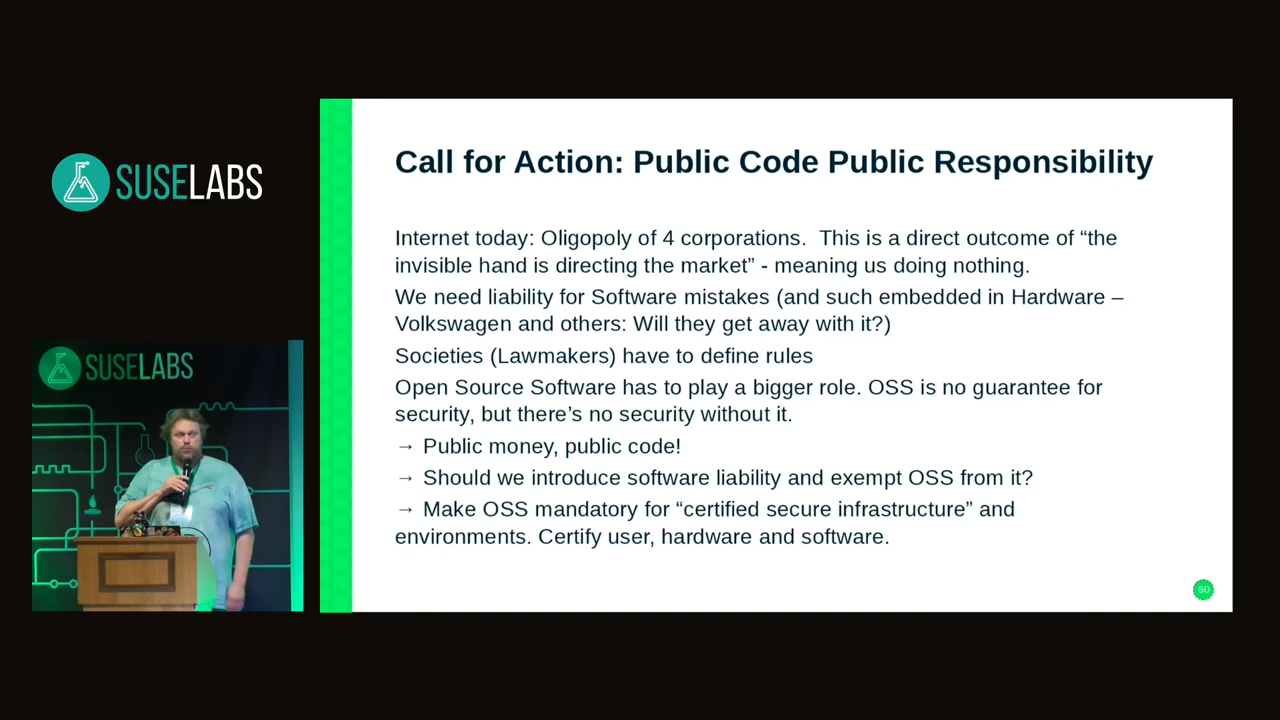 SUSELABS
Call for Action: Public Code Public Responsibility
Internet today: Oligopoly of 4 corporations.  This is a direct outcome of “the
invisible hand is directing the market” - meaning us doing nothing.
We need liability for Software mistakes (and such embedded in Hardware –
Volkswagen and others: Will they get away with it?)
Societies (Lawmakers) have to define rules
Open Source Software has to play a bigger role. OSS is no guarantee for
security, but there’s no security without it.
→ Public money, public code!
→ Should we introduce software liability and exempt OSS from it?
→ Make OSS mandatory for “certified secure infrastructure” and
environments. Certify user, hardware and software.
60
SUSELABS